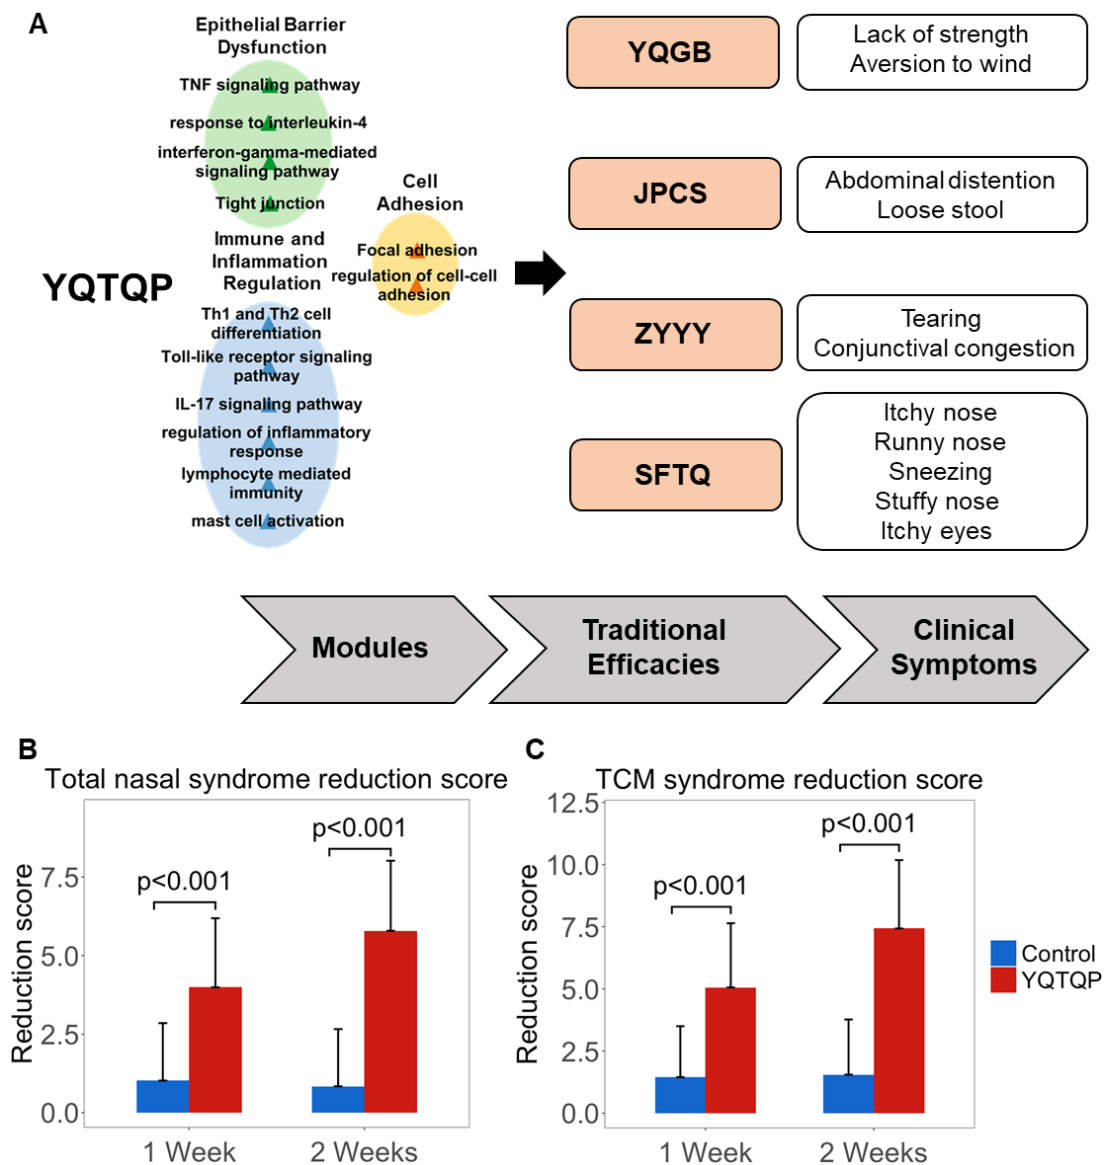 A
Epithelial Barrier
Dysfunction
TNF signaling pathway
response to interleukin-4
interferon-gamma-mediated
signaling pathway
Tight junction
Immune and
Inflammation
Regulation
Th1 and Th2 cell
differentiation
Toll-like receptor signaling
pathway
IL-17 signaling pathway
regulation of inflammatory
response
lymphocyte mediated
immunity
mast cell activation
YQTQP
Cell
Adhesion
Focal adhesion
regulation of cell-cell
adhesion
YQGB
Lack of strength
Aversion to wind
JPCS
Abdominal distention
Loose stool
ZYYY
Tearing
Conjunctival congestion
SFTQ
Itchy nose
Runny nose
Sneezing
Stuffy nose
Itchy eyes
Modules
Traditional
Efficacies
Clinical
Symptoms
B
Total nasal syndrome reduction score
Reduction score
7.5
5.0
2.5
0.0
p<0.001
p<0.001
1 Week
2 Weeks
C
TCM syndrome reduction score
Reduction score
12.5
10.0
7.5
5.0
2.5
0.0
p<0.001
p<0.001
1 Week
2 Weeks
Control
YQTQP